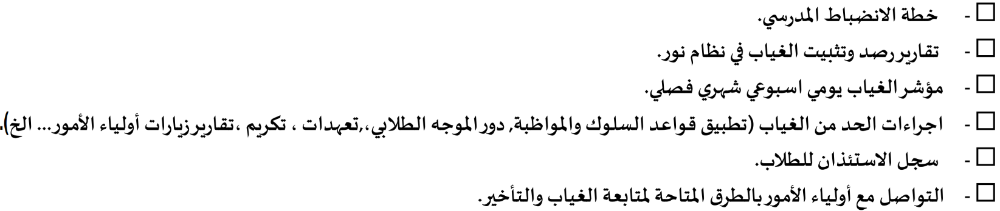 ☐ - خطة الانضباط المدرسي.
☐ - تقارير رصد وتثبيت الغياب في نظام نور.
☐ - مؤشر الغياب يومي اسبوعي شهري فصلي.
☐ - اجراءات الحد من الغياب (تطبيق قواعد السلوك والمواظبة, دور الموجه الطلابي،,تعهدات ، تكريم ،تقارير زيارات أولياء الأمور... الخ).
☐ - سجل الاستئذان للطلاب.
☐ - التواصل مع أولياء الأمور بالطرق المتاحة لمتابعة الغياب والتأخير.